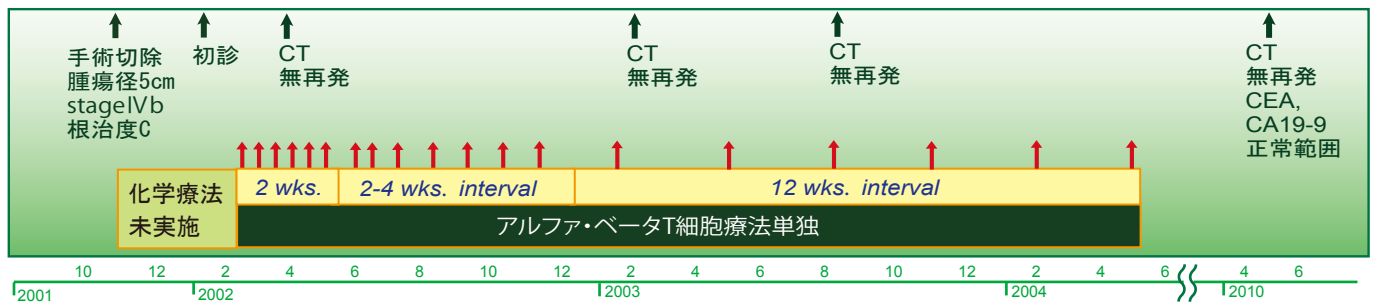 手術切除
腫瘍径5cm
stageⅣb
根治度C
初診
CT
無再発
CT
無再発
CT
無再発
CT
無再発
CEA,
CA19-9
正常範囲
化学療法
未実施
2 wks.
2-4 wks. interval
12 wks. interval
アルファ・ベータT細胞療法単独
10 12 2 4 6 8 10 12 2 4 6 8 10 12 2 4 6 4 6
2001 2002 2003 2004 2010